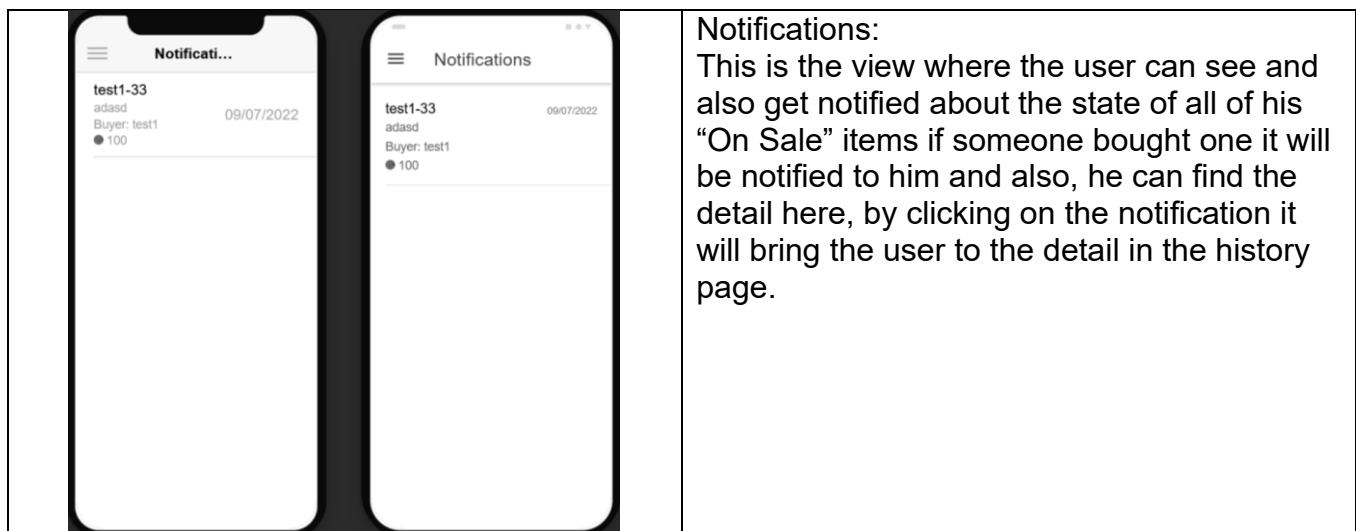 Notificati...
test1-33
adasd
09/07/2022
Buyer: test1
100
Notifications
test1-33
09/07/2022
adasd
Buyer: test1
100
Notifications:
This is the view where the user can see and
also get notified about the state of all of his
“On Sale” items if someone bought one it will
be notified to him and also, he can find the
detail here, by clicking on the notification it
will bring the user to the detail in the history
page.